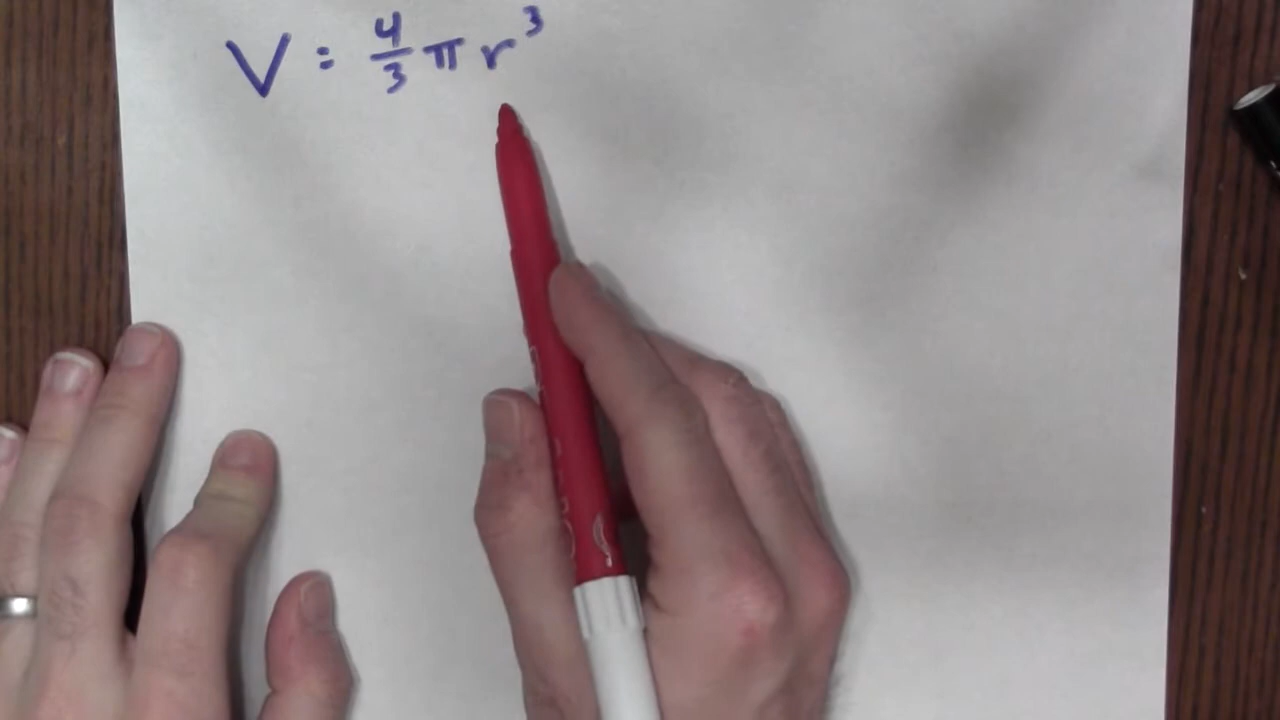 V = 4/3 π r³